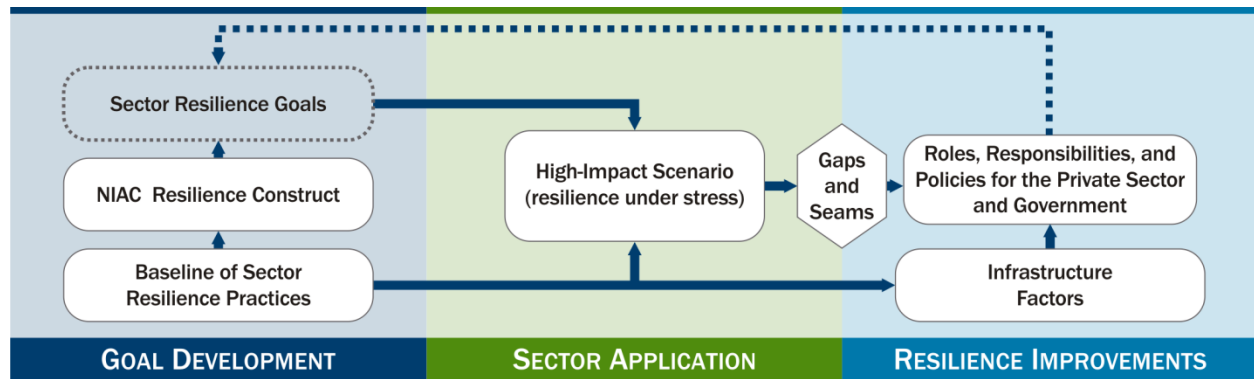 Sector Resilience Goals
NIAC Resilience Construct
Baseline of Sector
Resilience Practices
High-Impact Scenario
(resilience under stress)
Gaps
and
Seams
Roles, Responsibilities, and
Policies for the Private Sector
and Government
Infrastructure
Factors
GOAL DEVELOPMENT
SECTOR APPLICATION
RESILIENCE IMPROVEMENTS